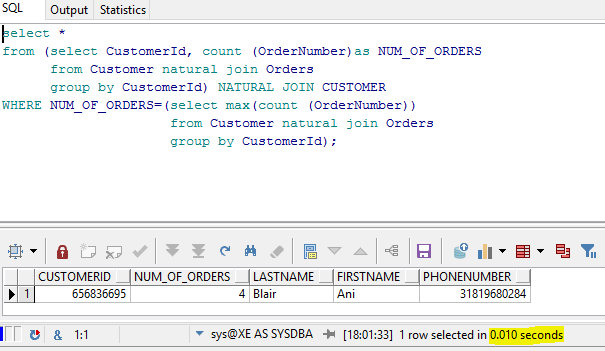 SQL Output Statistics
select *
from (select CustomerId, count (OrderNumber)as NUM_OF_ORDERS
from Customer natural join Orders
group by CustomerId) NATURAL JOIN CUSTOMER
WHERE NUM_OF_ORDERS=(select max(count (OrderNumber))
from Customer natural join Orders
group by CustomerId);
CUSTOMERID NUM_OF_ORDERS LASTNAME FIRSTNAME PHONENUMBER
1 656836695 4 Blair Ani 31819680284
& 1:1 sys@XE AS SYSDBA [18:01:33] 1 row selected in 0.010 seconds